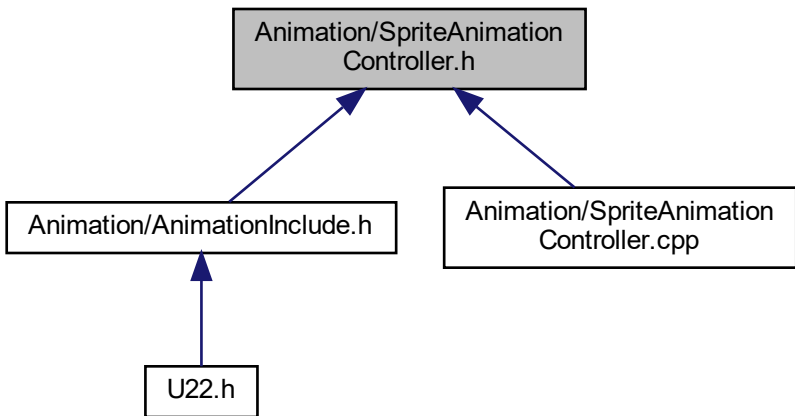 Animation/SpriteAnimation
Controller.h
Animation/AnimationInclude.h
Animation/SpriteAnimation
Controller.cpp
U22.h